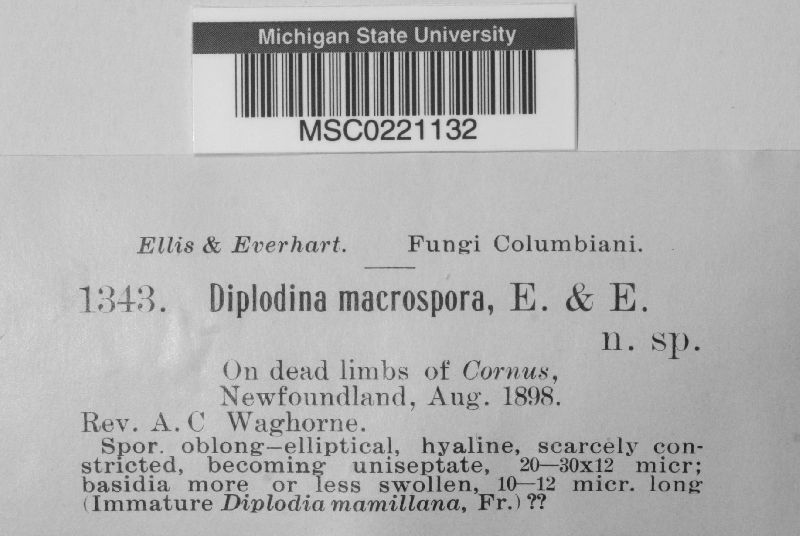 Michigan State University
MSC0221132
Ellis & Everhart. Fungi Columbiani.
1343. Diplodina macrospora, E. & E.
n. sp.
On dead limbs of Cornus,
Newfoundland, Aug. 1898.
Rev. A. C Waghorne.
Spor. oblong—elliptical, hyaline, scarcely con-
stricted, becoming uniseptate, 20—30x12 micr;
basidia more or less swollen, 10—12 micr. long
(Immature Diplodia mamillana, Fr.) ??